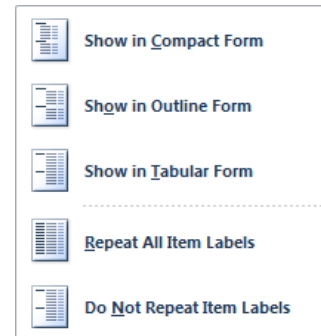 Show in Compact Form
Show in Outline Form
Show in Tabular Form
Repeat All Item Labels
Do Not Repeat Item Labels